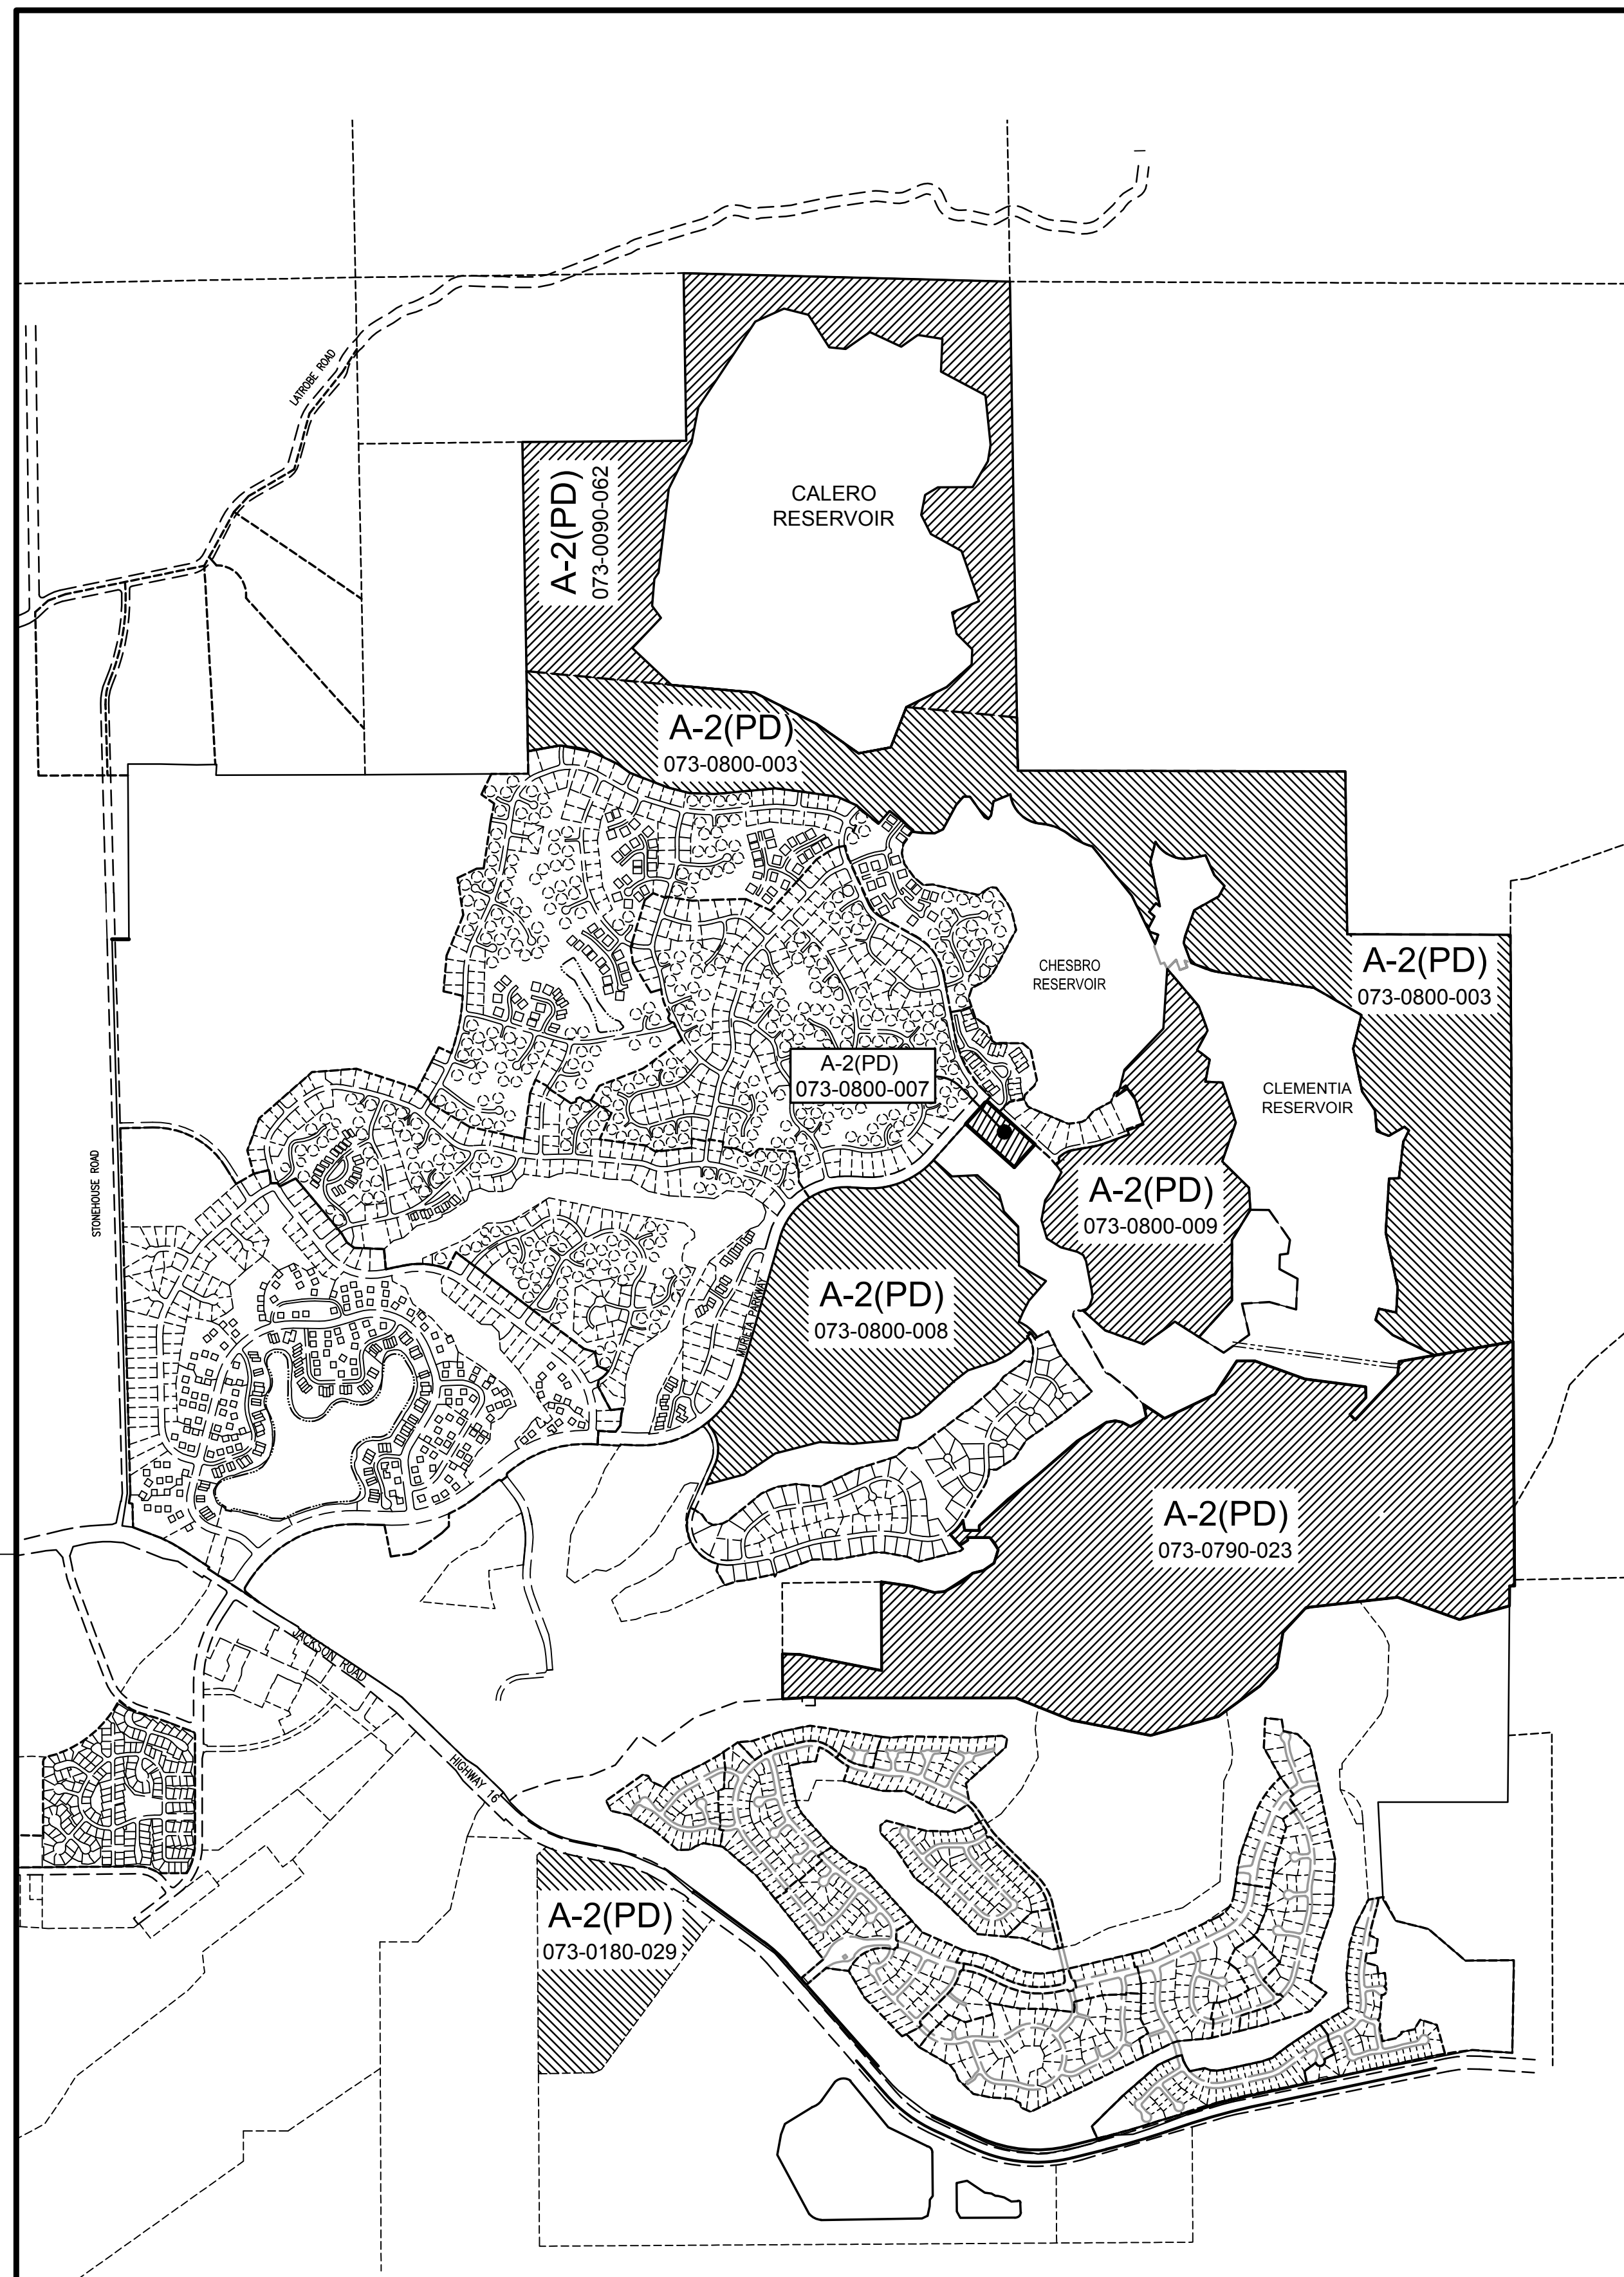 LATROBE ROAD
A-2(PD)
073-0090-062
CALERO
RESERVOIR
A-2(PD)
073-0800-003
A-2(PD)
073-0800-003
CHESBRO
RESERVOIR
A-2(PD)
073-0800-007
CLEMENTIA
RESERVOIR
STONEHOUSE ROAD
A-2(PD)
073-0800-009
A-2(PD)
073-0800-008
MURIETA PARKWAY
A-2(PD)
073-0790-023
JACKSON ROAD
HIGHWAY 16
A-2(PD)
073-0180-029